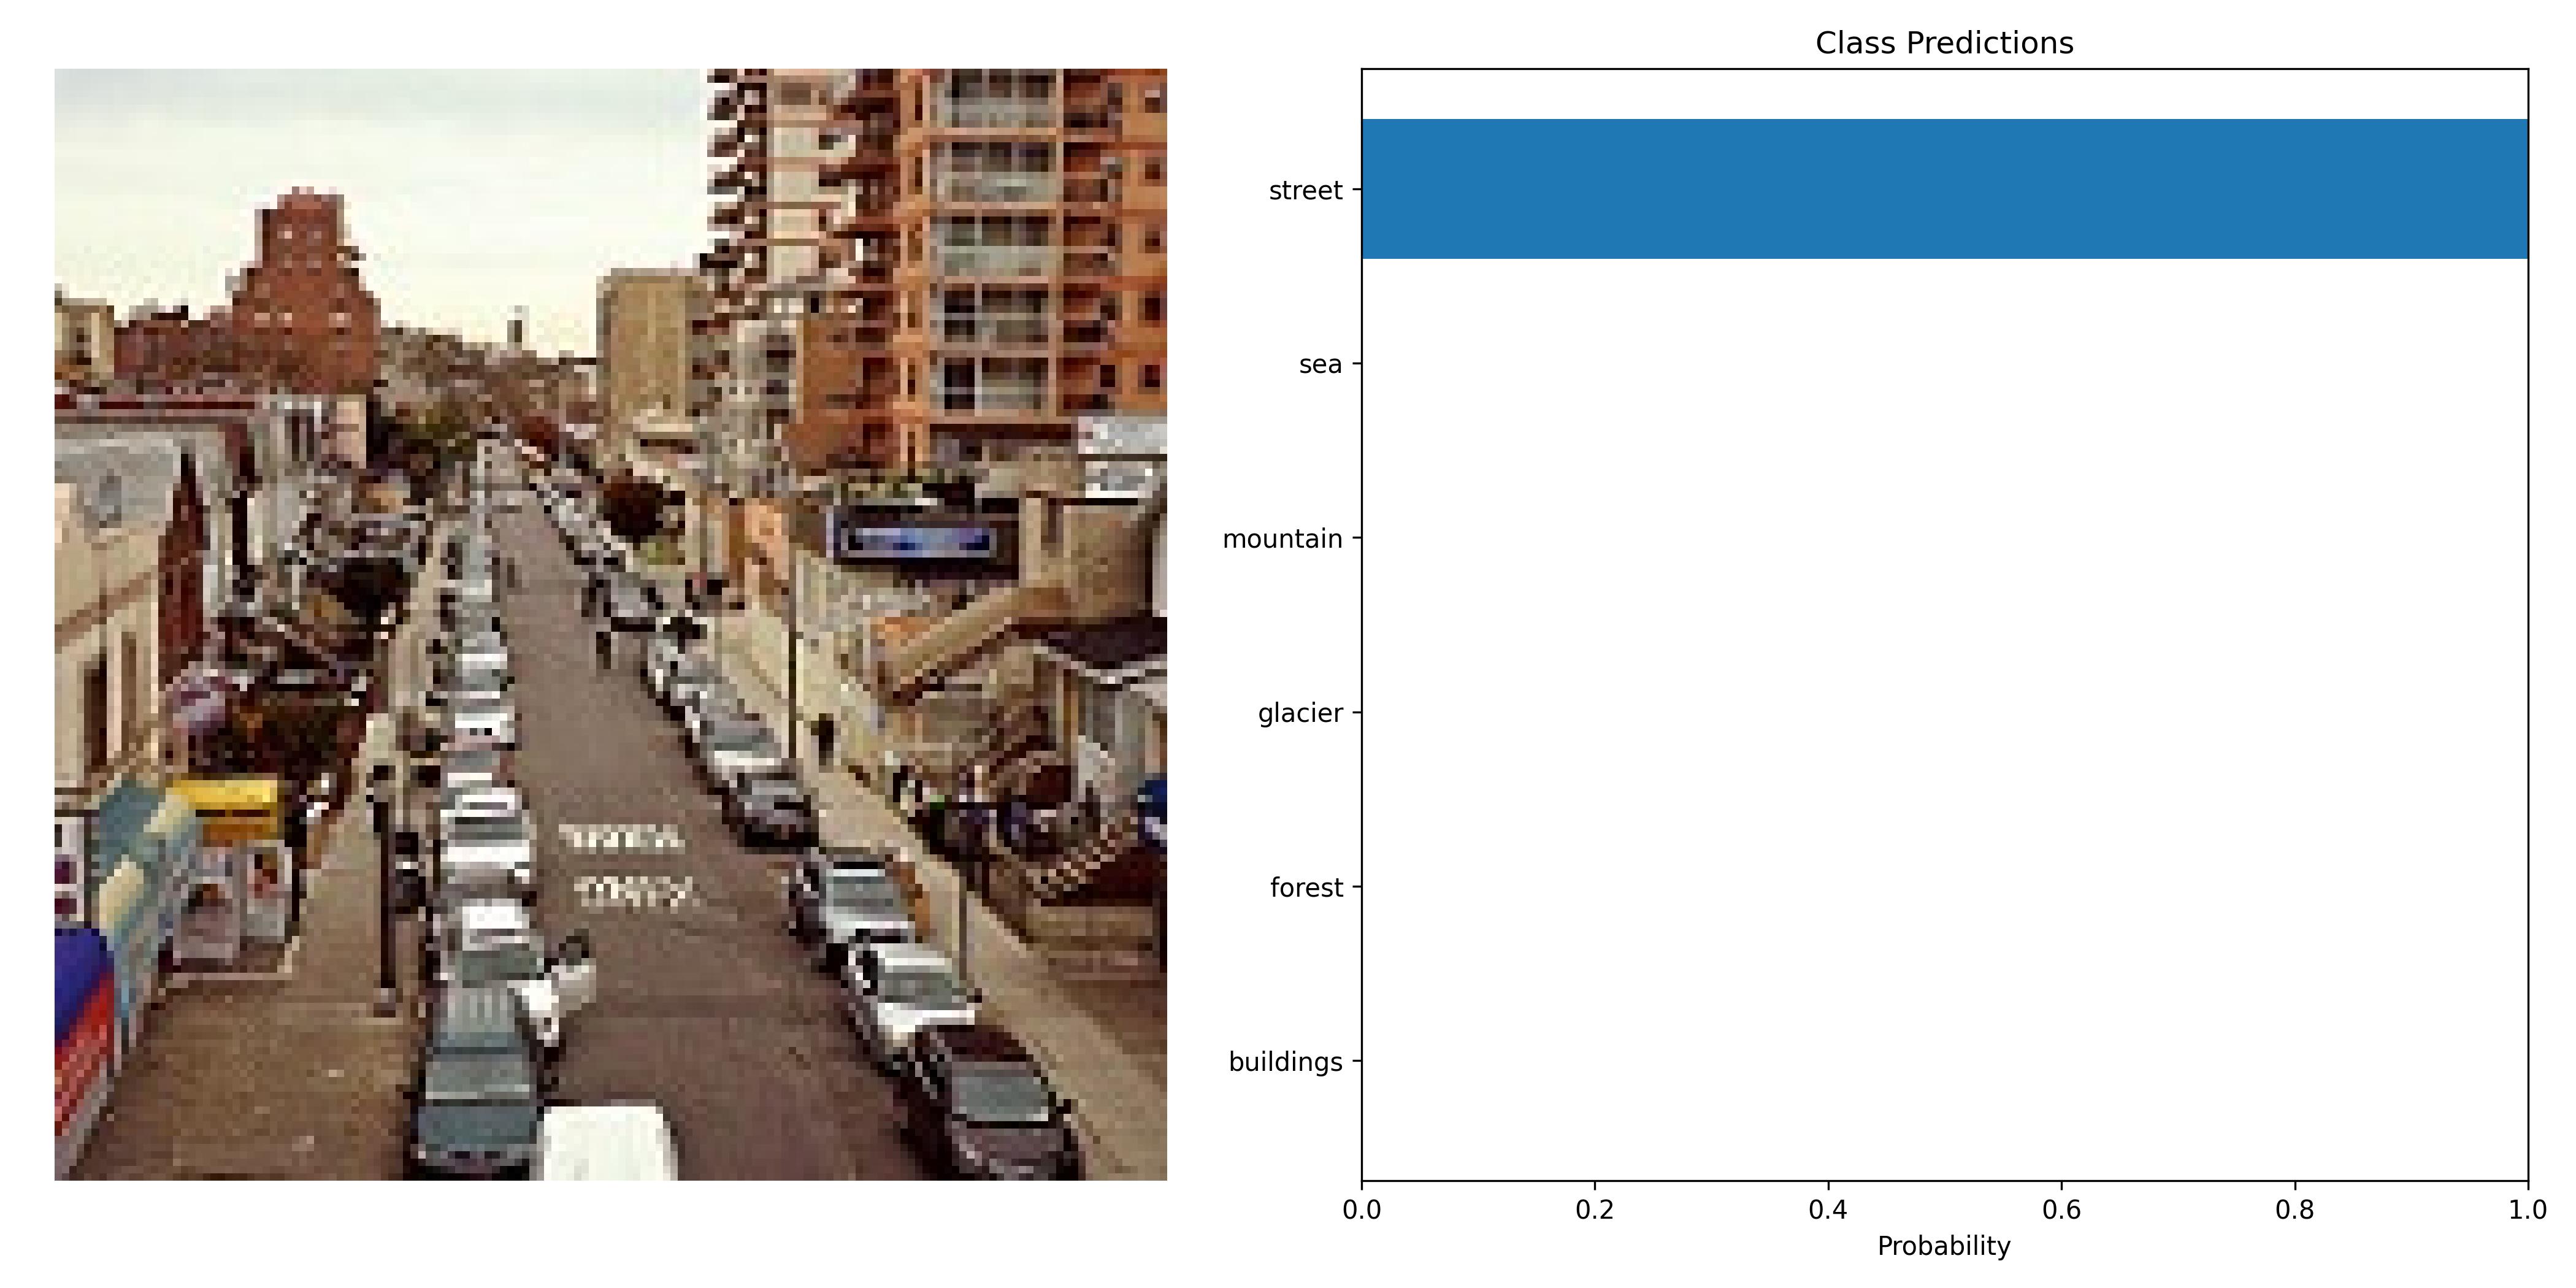 Class Predictions
street
sea
mountain
glacier
forest
buildings
0.0 0.2 0.4 0.6 0.8 1.0
Probability